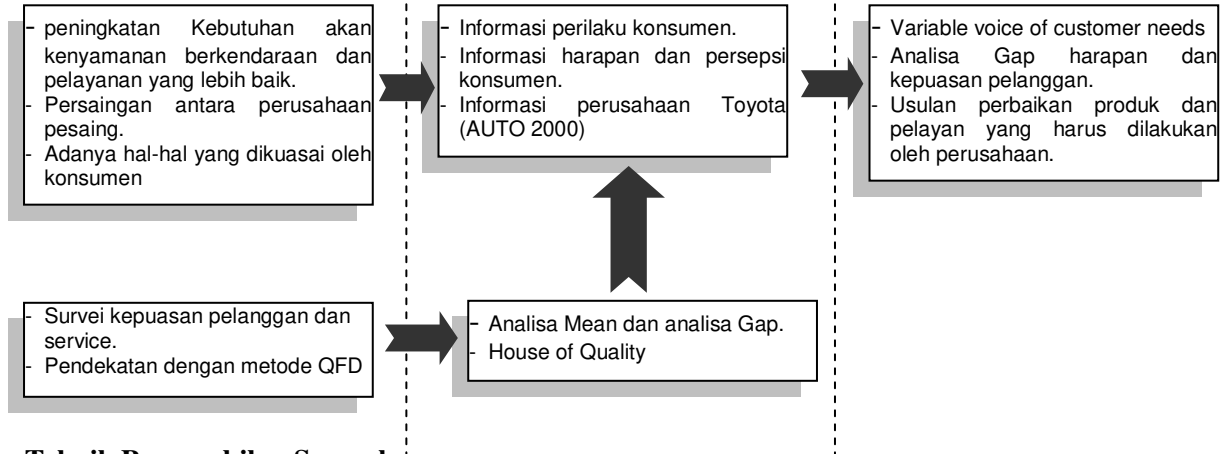 - peningkatan Kebutuhan akan
kenyamanan berkendaraan dan
pelayanan yang lebih baik.
- Persaingan antara perusahaan
pesaing.
- Adanya hal-hal yang dikuasai oleh
konsumen
- Informasi perilaku konsumen.
- Informasi harapan dan persepsi
konsumen.
- Informasi perusahaan Toyota
(AUTO 2000)
- Variable voice of customer needs
- Analisa Gap harapan dan
kepuasan pelanggan.
- Usulan perbaikan produk dan
pelayan yang harus dilakukan
oleh perusahaan.
- Survei kepuasan pelanggan dan
service.
- Pendekatan dengan metode QFD
- Analisa Mean dan analisa Gap.
- House of Quality